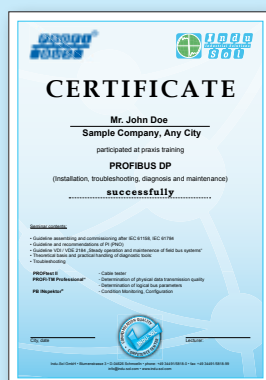 Indu
Sol
CERTIFICATE
Mr. John Doe
Sample Company, Any City
participated at praxis training
PROFIBUS DP
(Installation, troubleshooting, diagnosis and maintenance)
successfully
Seminar contents:
- Guideline assembling and commissioning after IEC 61158, IEC 61784
- Guideline and recommendations of PI (PNO)
- Guideline VDI / VDE 2184 „Steady operation and maintenance of field bus systems"
- Theoretical basis and practical handling of diagnostic tools:
- Troubleshooting
PROFtest II - Cable tester
PROFI-TM Professional® - Determination of physical data transmission quality
- Determination of logical bus parameters
PB INspektor® - Condition Monitoring, Configuration
City, date Lecturer: